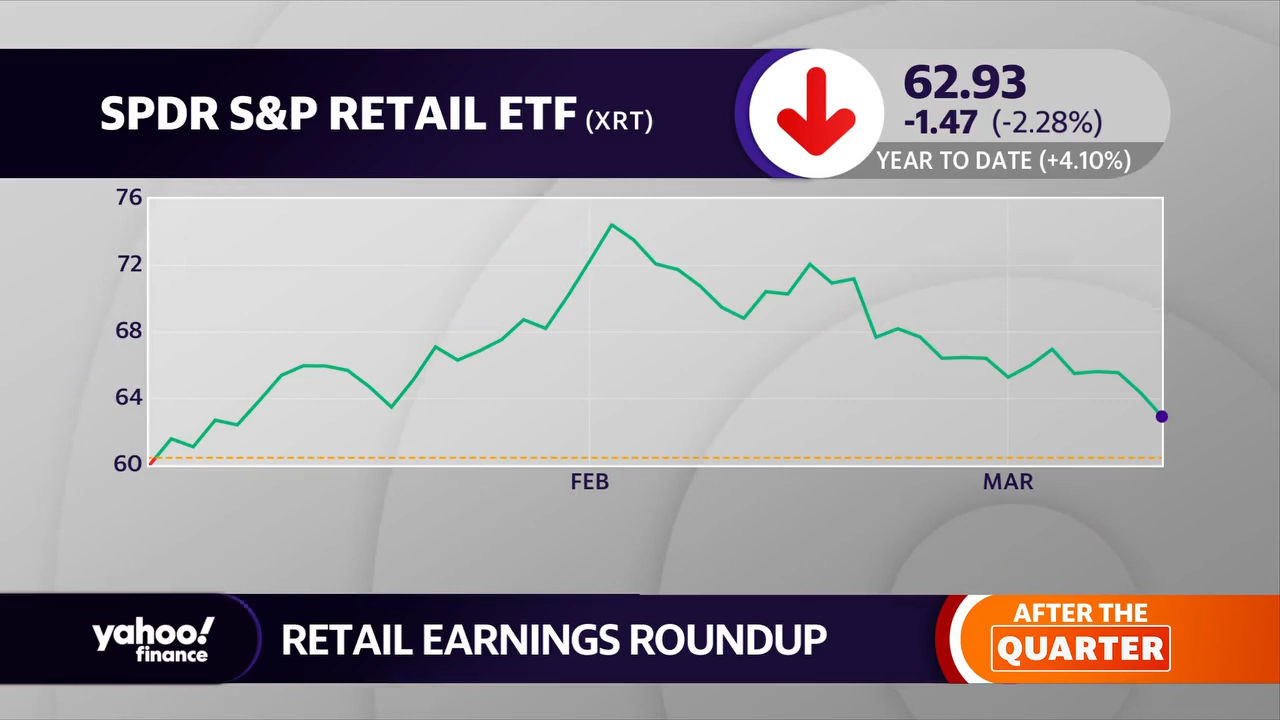 SPDR S&P RETAIL ETF (XRT)
62.93
-1.47 (-2.28%)
YEAR TO DATE (+4.10%)
76
72
68
64
60
FEB MAR
yahoo!
finance
RETAIL EARNINGS ROUNDUP
AFTER THE
QUARTER